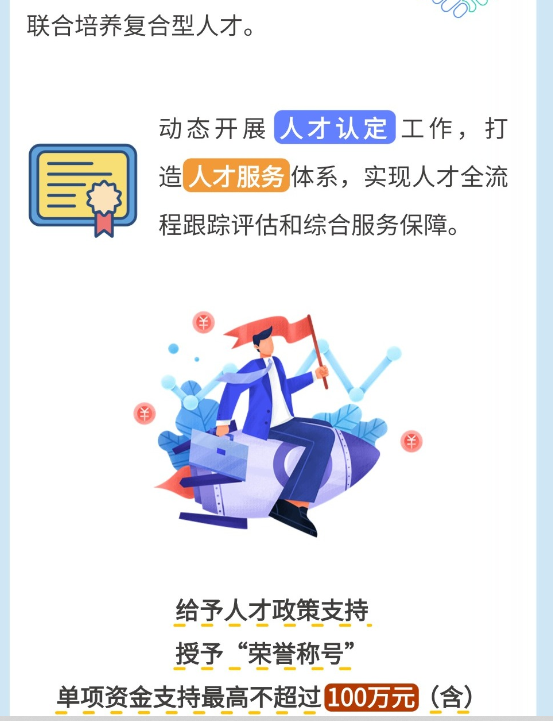 联合培养复合型人才。
动态开展 人才认定 工作，打
造 人才服务 体系，实现人才全流
程跟踪评估和综合服务保障。
给予人才政策支持
授予“荣誉称号”
单项资金支持最高不超过 100万元（含）